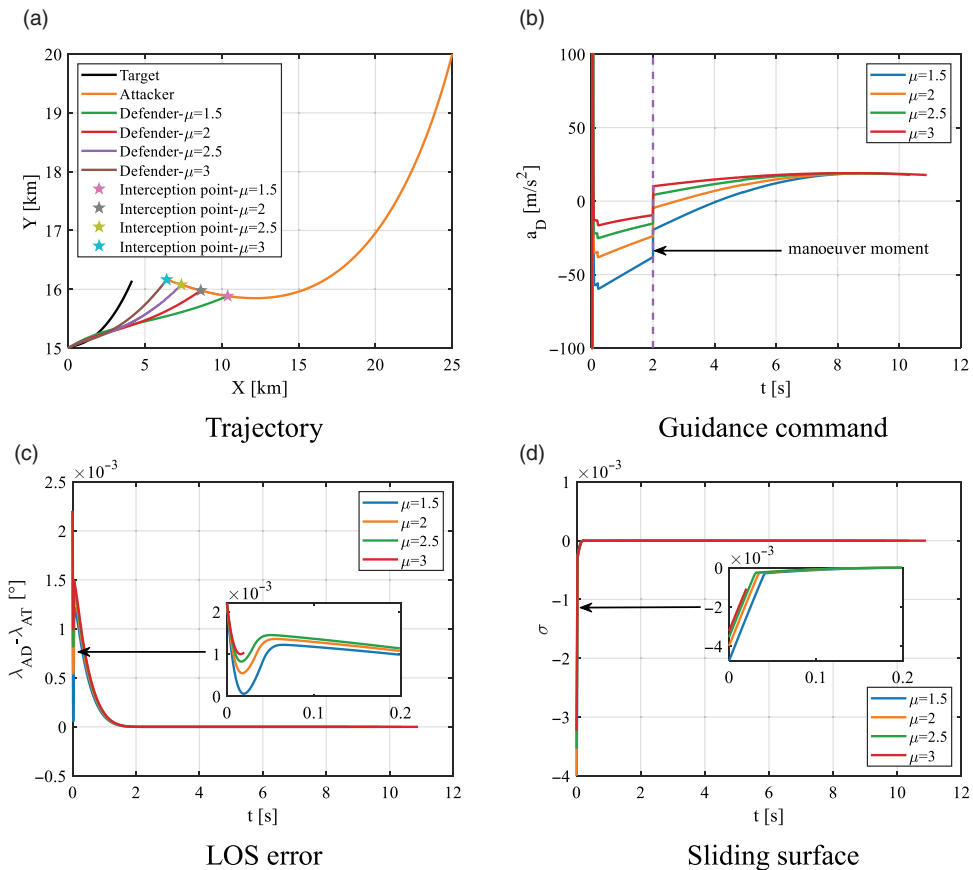 (a)
20
19
18
17
16
15
Y [km]
Target
Attacker
Defender-μ=1.5
Defender-μ=2
Defender-μ=2.5
Defender-μ=3
Interception point-μ=1.5
Interception point-μ=2
Interception point-μ=2.5
Interception point-μ=3
0 5 10 15 20 25
X [km]
Trajectory
(b)
100
50
0
−50
−100
a_D [m/s²]
μ=1.5
μ=2
μ=2.5
μ=3
manoeuver moment
0 2 4 6 8 10 12
t [s]
Guidance command
(c)
×10⁻³
2.5
2
1.5
1
0.5
0
−0.5
λ_AD-λ_AT [°]
μ=1.5
μ=2
μ=2.5
μ=3
×10⁻³
2
1
0
0 0.1 0.2
0 2 4 6 8 10 12
t [s]
LOS error
(d)
×10⁻³
1
0
−1
−2
−3
−4
σ
×10⁻³
0
−2
−4
0 0.1 0.2
μ=1.5
μ=2
μ=2.5
μ=3
0 2 4 6 8 10 12
t [s]
Sliding surface